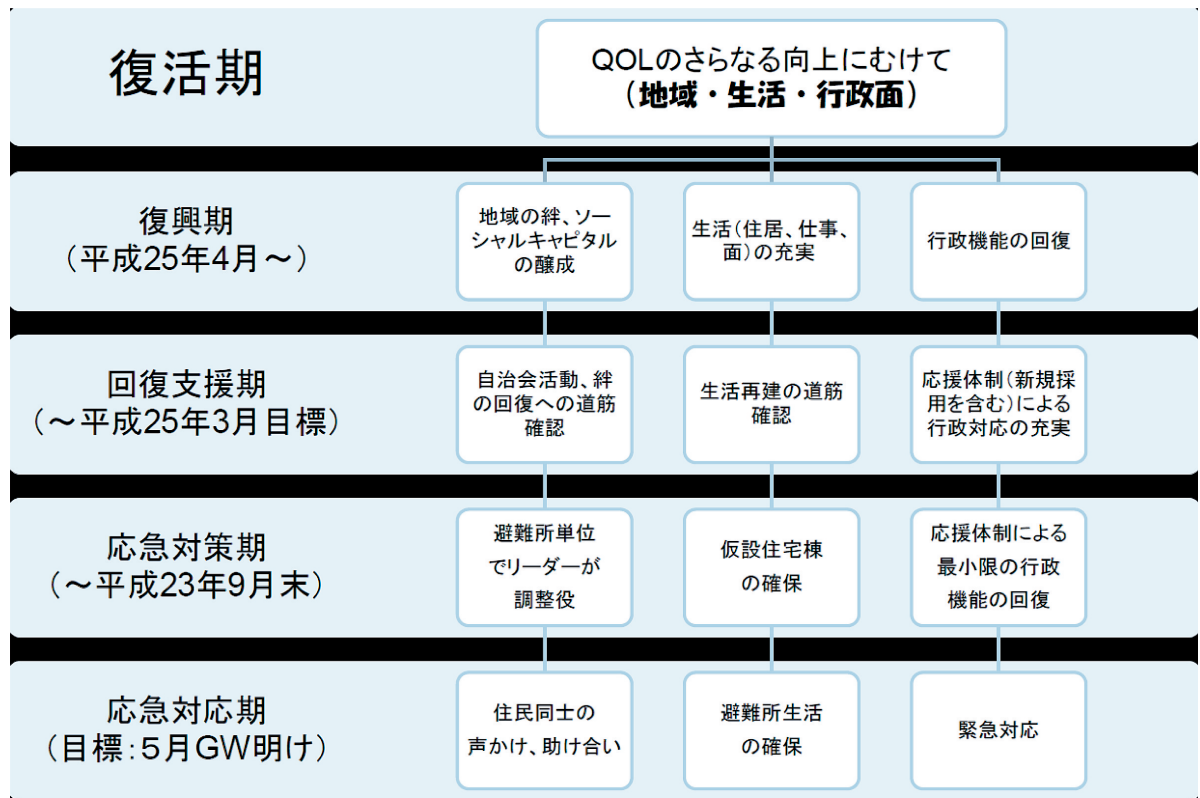 復活期
QOLのさらなる向上にむけて
（地域・生活・行政面）
復興期
（平成25年4月～）
地域の絆、ソー
シャルキャピタル
の醸成
生活（住居、仕事、
面）の充実
行政機能の回復
回復支援期
（～平成25年3月目標）
自治会活動、絆
の回復への道筋
確認
生活再建の道筋
確認
応援体制（新規採
用を含む）による
行政対応の充実
応急対策期
（～平成23年9月末）
避難所単位
でリーダーが
調整役
仮設住宅棟
の確保
応援体制による
最小限の行政
機能の回復
応急対応期
（目標：５月GW明け）
住民同士の
声かけ、助け合い
避難所生活
の確保
緊急対応